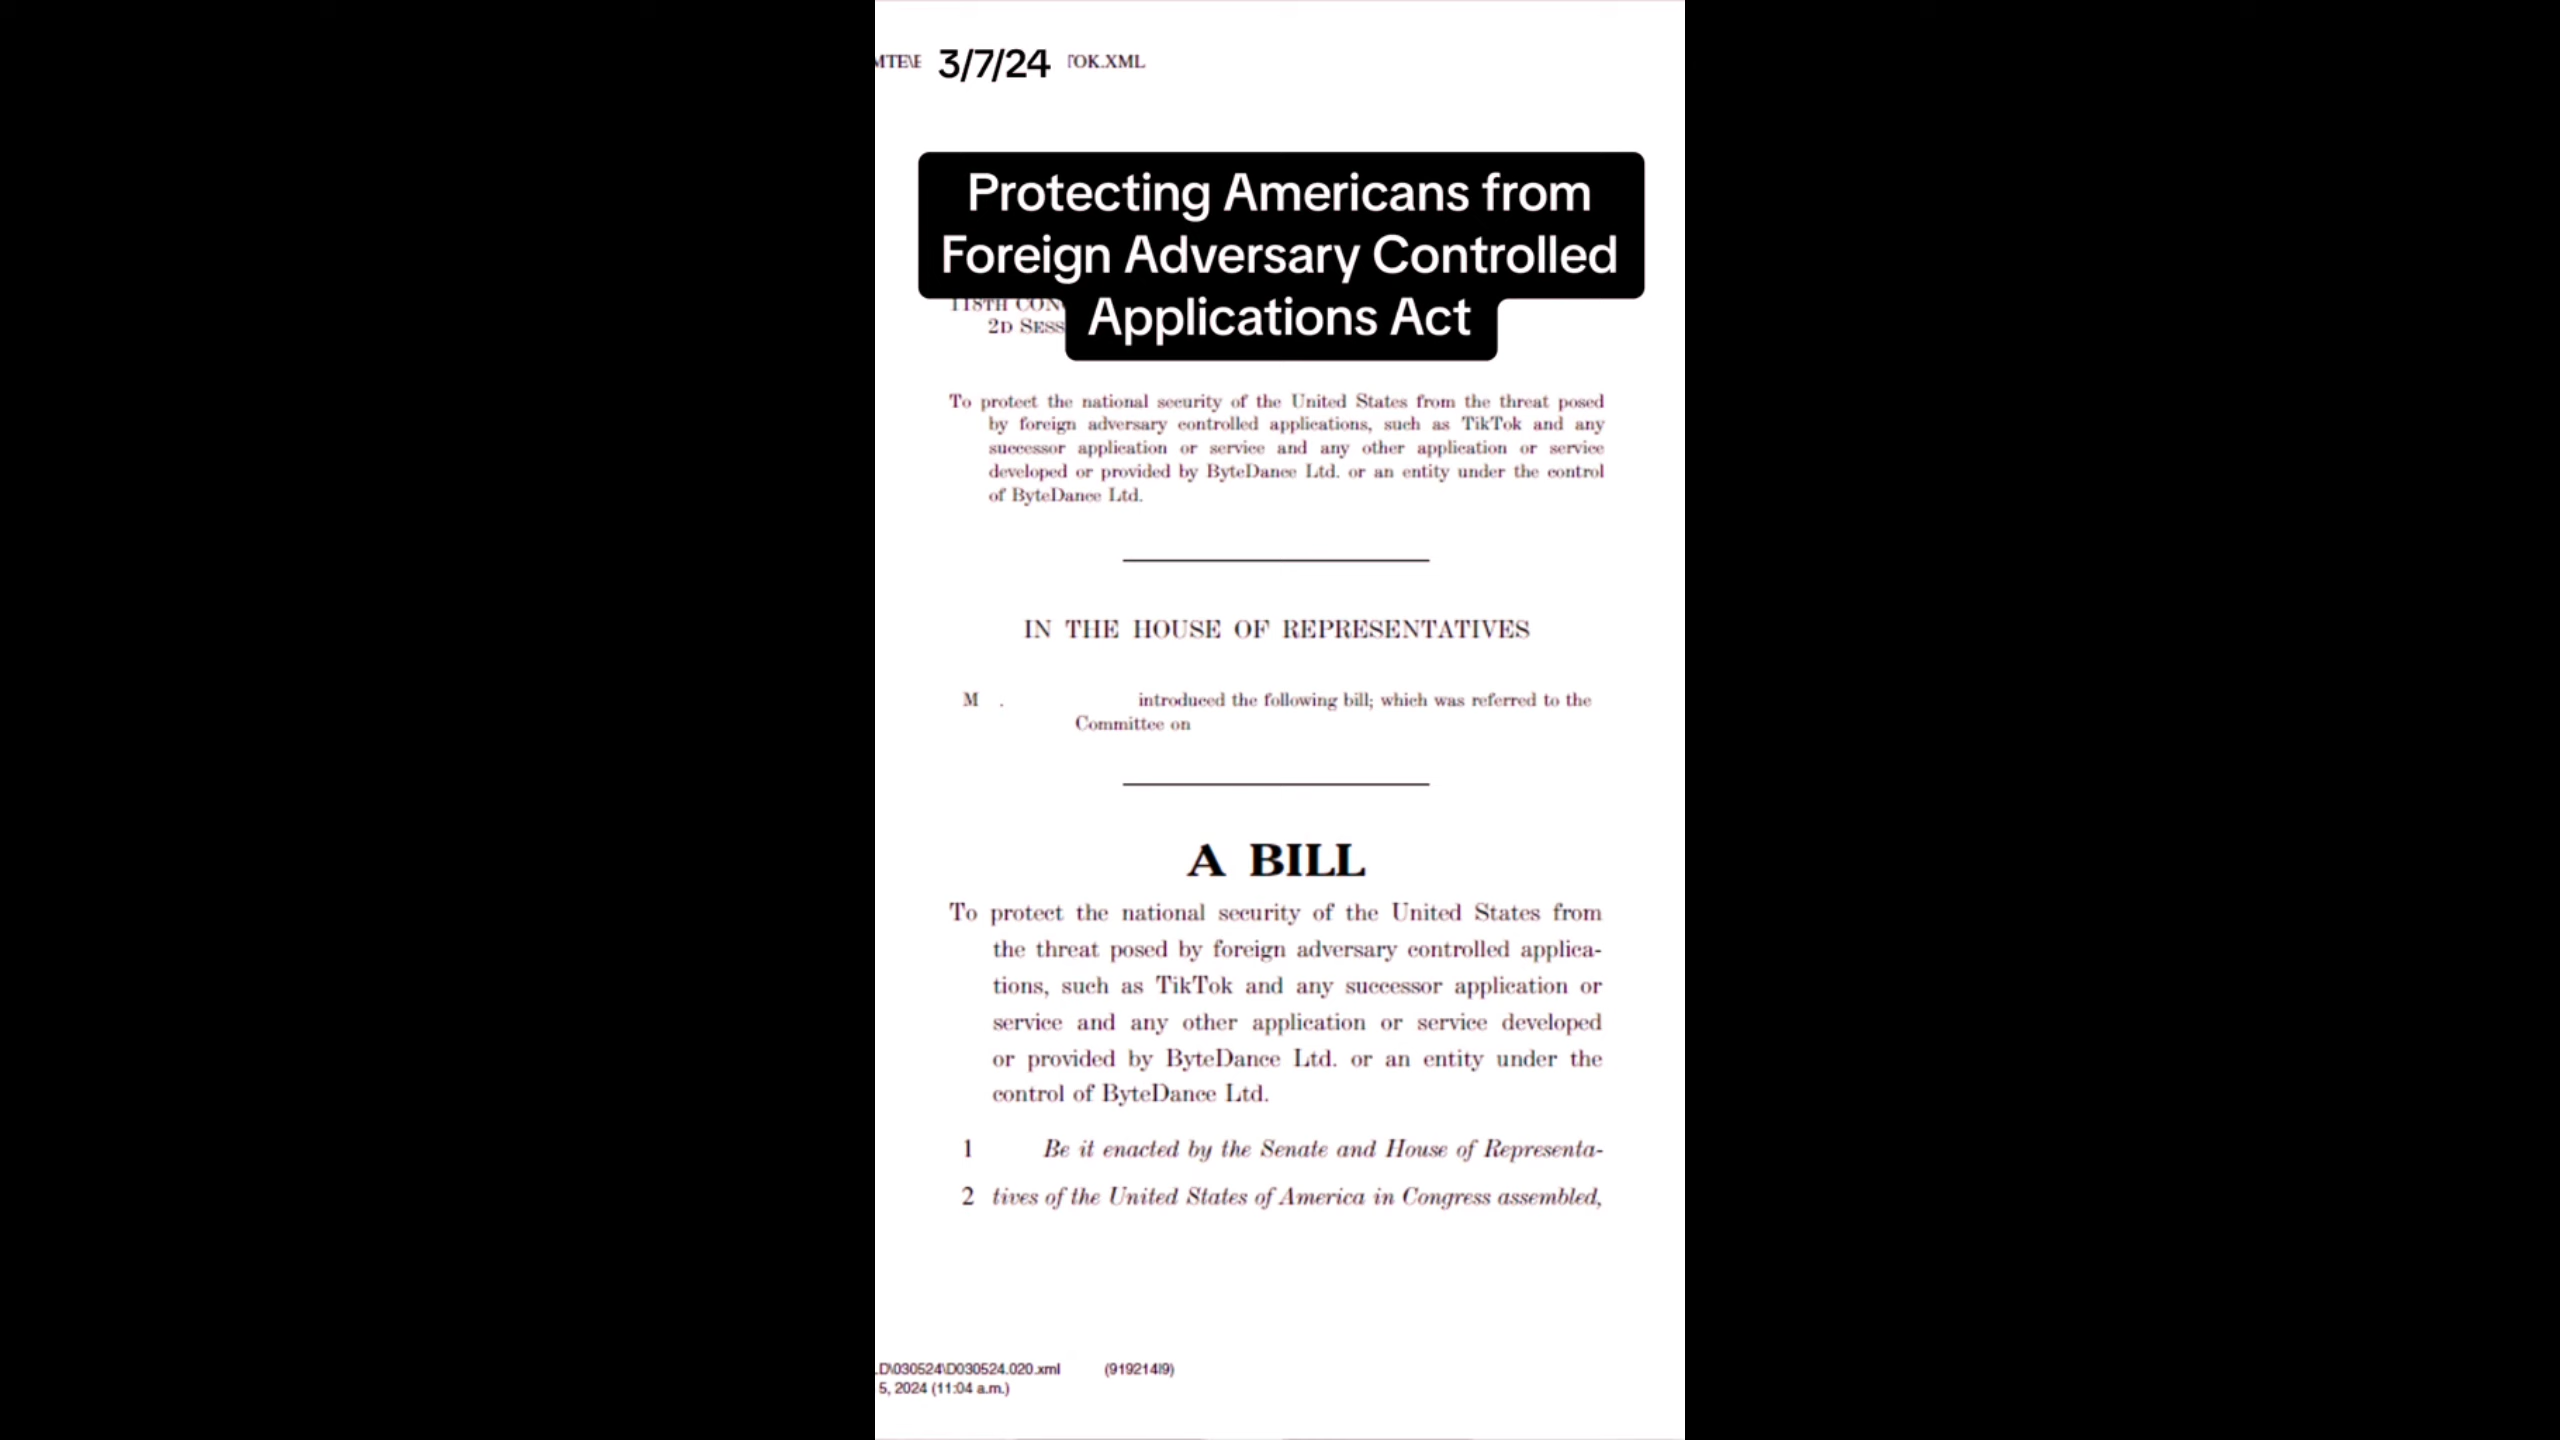 3/7/24 OK.XML
Protecting Americans from
Foreign Adversary Controlled
Applications Act
118TH CON
2D SESS
To protect the national security of the United States from the threat posed
by foreign adversary controlled applications, such as TikTok and any
successor application or service and any other application or service
developed or provided by ByteDance Ltd. or an entity under the control
of ByteDance Ltd.
IN THE HOUSE OF REPRESENTATIVES
M . introduced the following bill; which was referred to the
Committee on
A BILL
To protect the national security of the United States from
the threat posed by foreign adversary controlled applica-
tions, such as TikTok and any successor application or
service and any other application or service developed
or provided by ByteDance Ltd. or an entity under the
control of ByteDance Ltd.
1 Be it enacted by the Senate and House of Representa-
2 tives of the United States of America in Congress assembled,
.D\030524\D030524.020.xml (919214l9)
5, 2024 (11:04 a.m.)